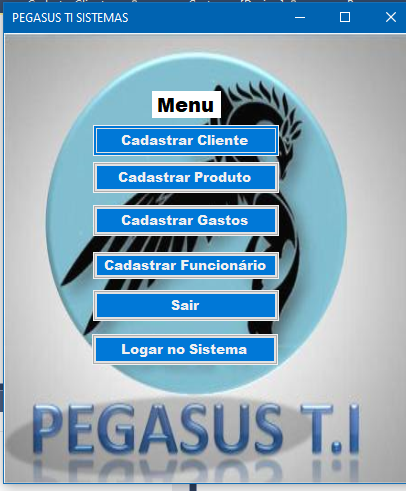 PEGASUS TI SISTEMAS
Menu
Cadastrar Cliente
Cadastrar Produto
Cadastrar Gastos
Cadastrar Funcionário
Sair
Logar no Sistema
PEGASUS T.I